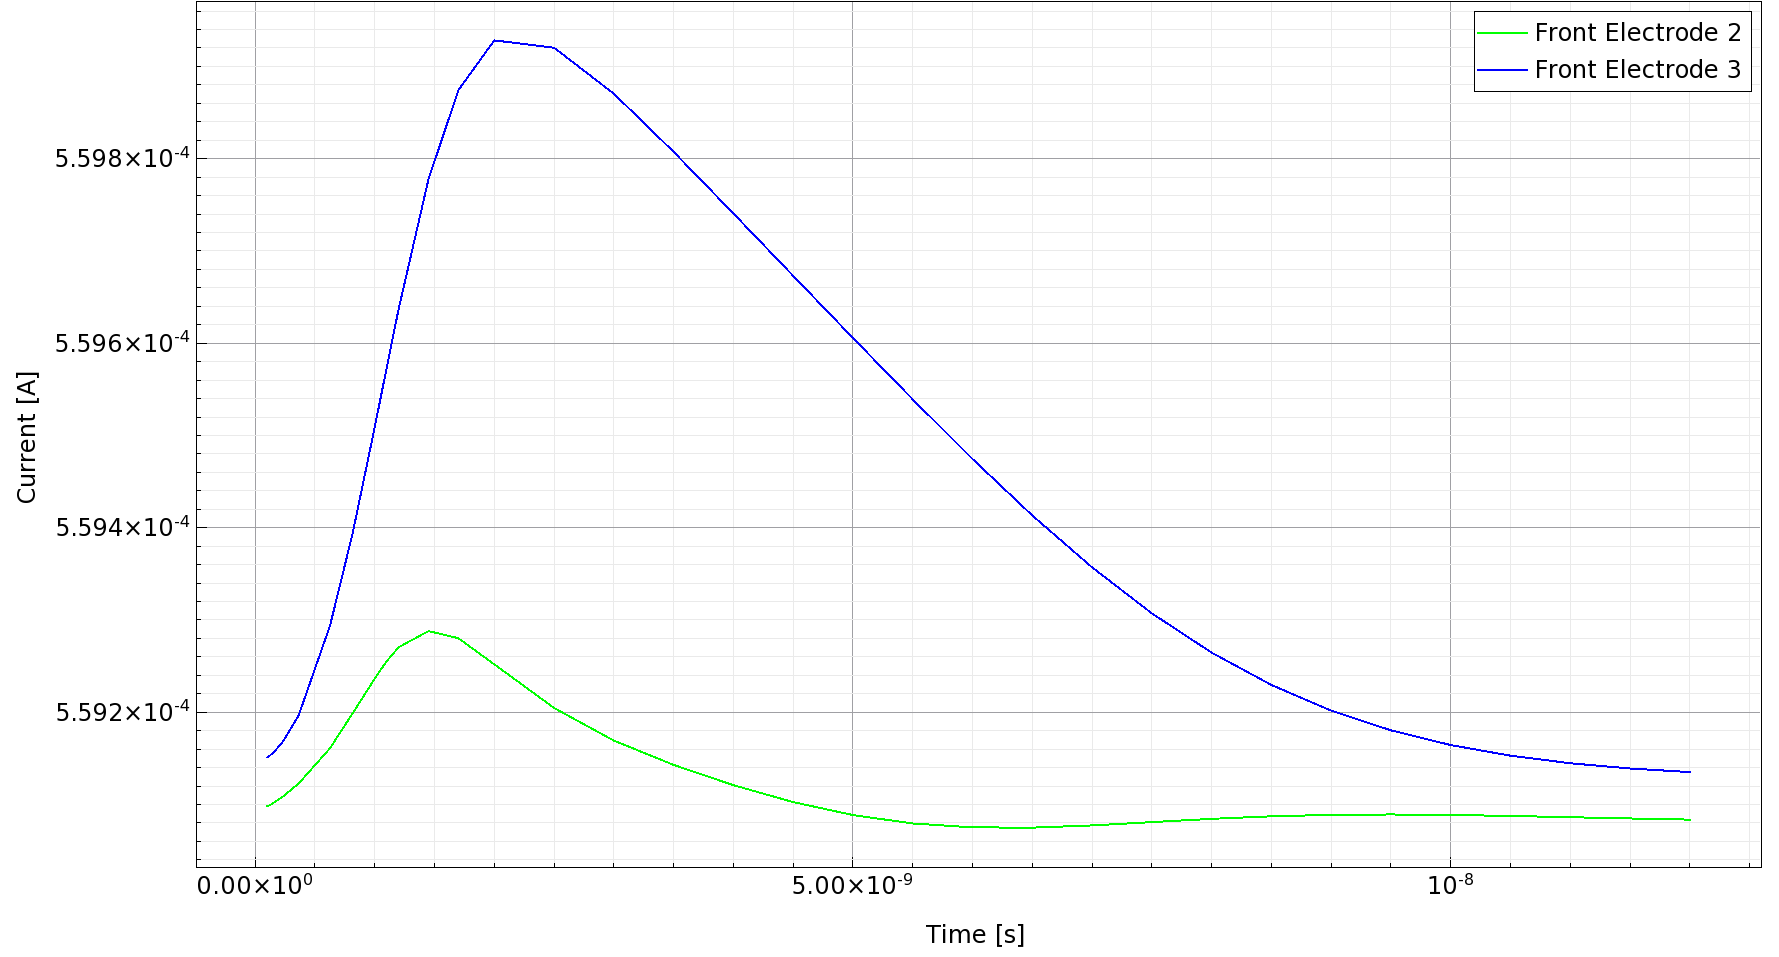 Front Electrode 2
Front Electrode 3
5.598×10⁻⁴
5.596×10⁻⁴
5.594×10⁻⁴
5.592×10⁻⁴
Current [A]
0.00×10⁰ 5.00×10⁻⁹ 10⁻⁸
Time [s]